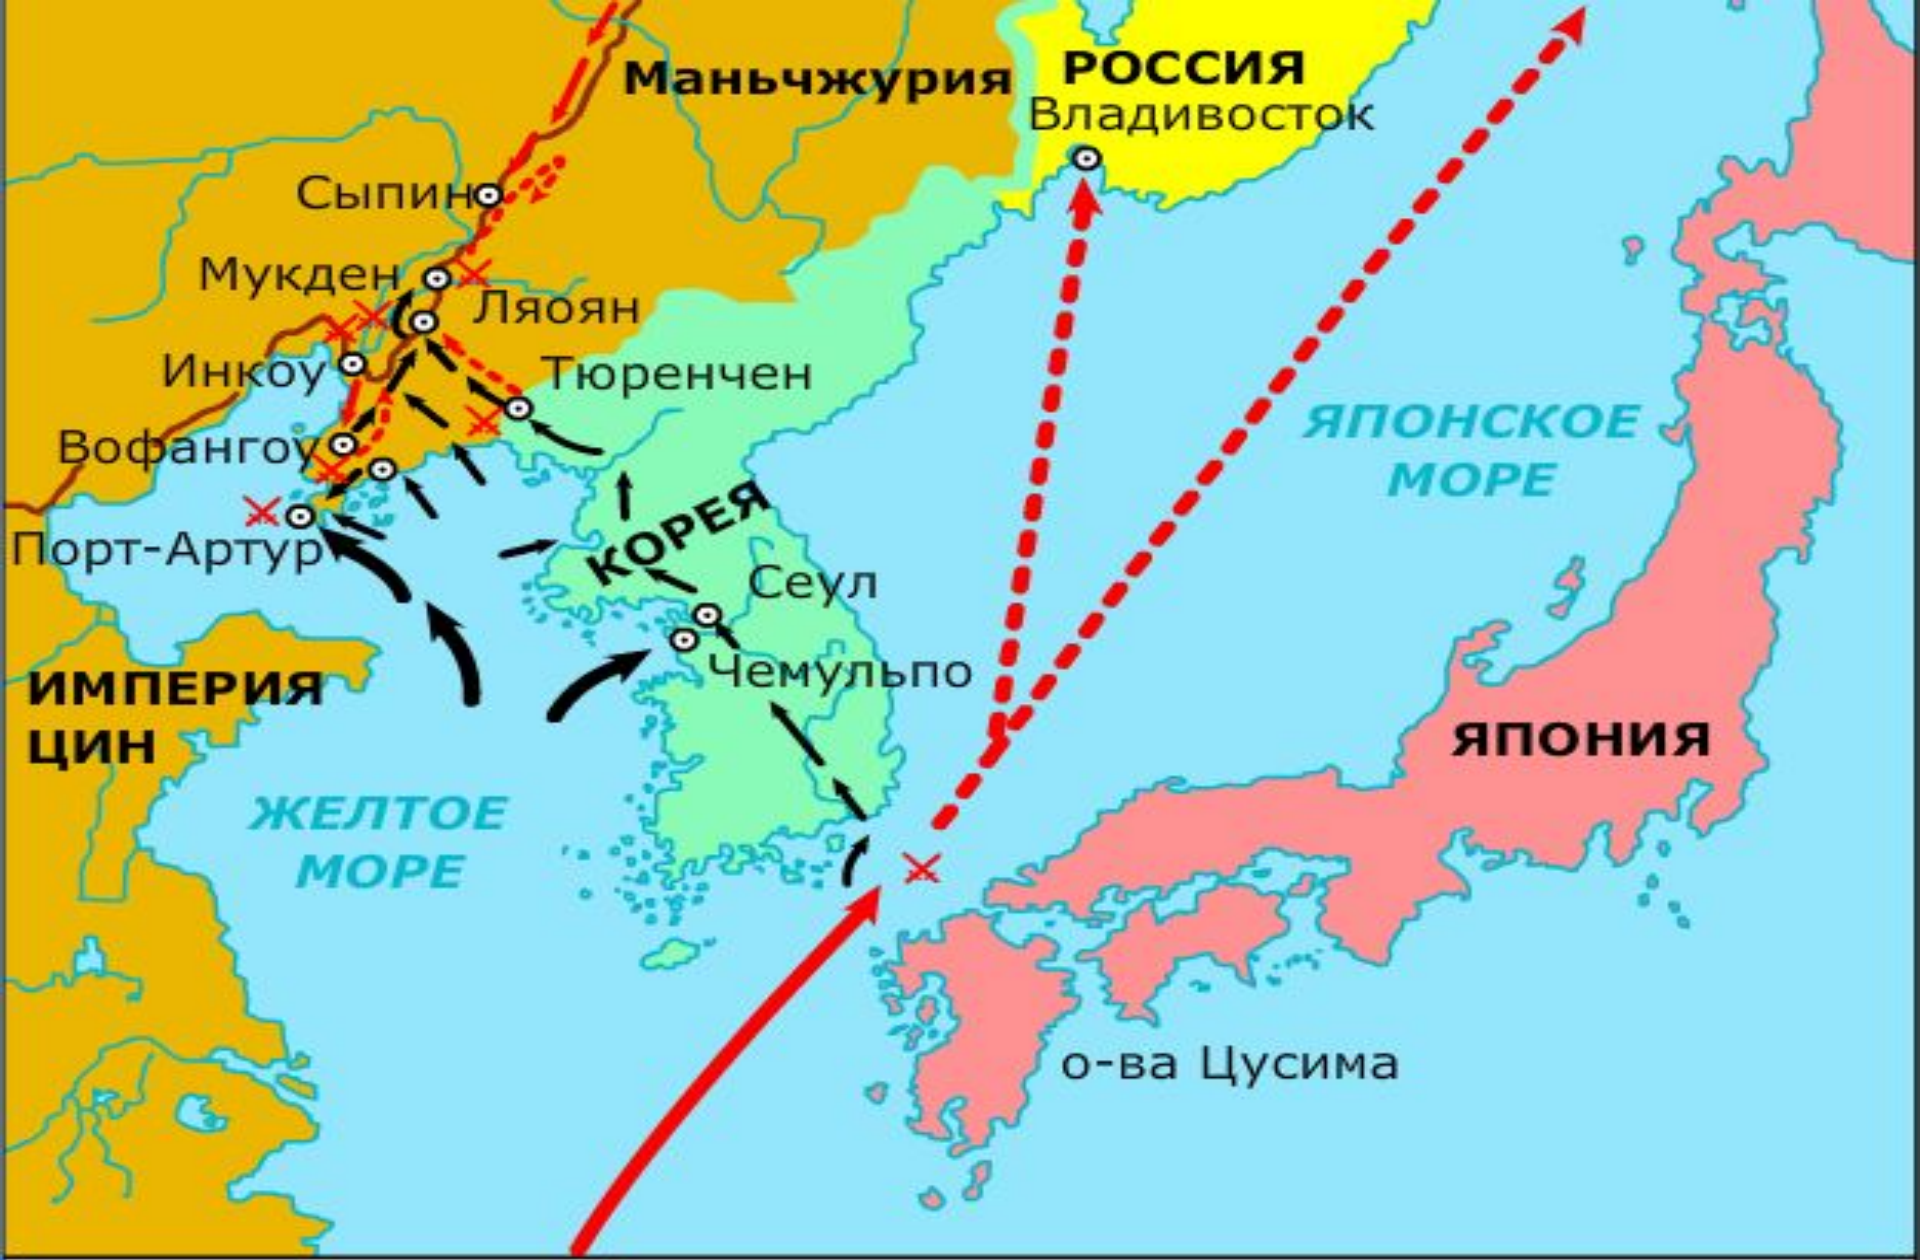 Маньчжурия
РОССИЯ
Владивосток
Сыпин
Мукден
Ляоян
Инкоу
Тюренчен
Вофангоу
ЯПОНСКОЕ
МОРЕ
КОРЕЯ
Порт-Артур
Сеул
Чемульпо
ИМПЕРИЯ
ЦИН
ЯПОНИЯ
ЖЕЛТОЕ
МОРЕ
о-ва Цусима